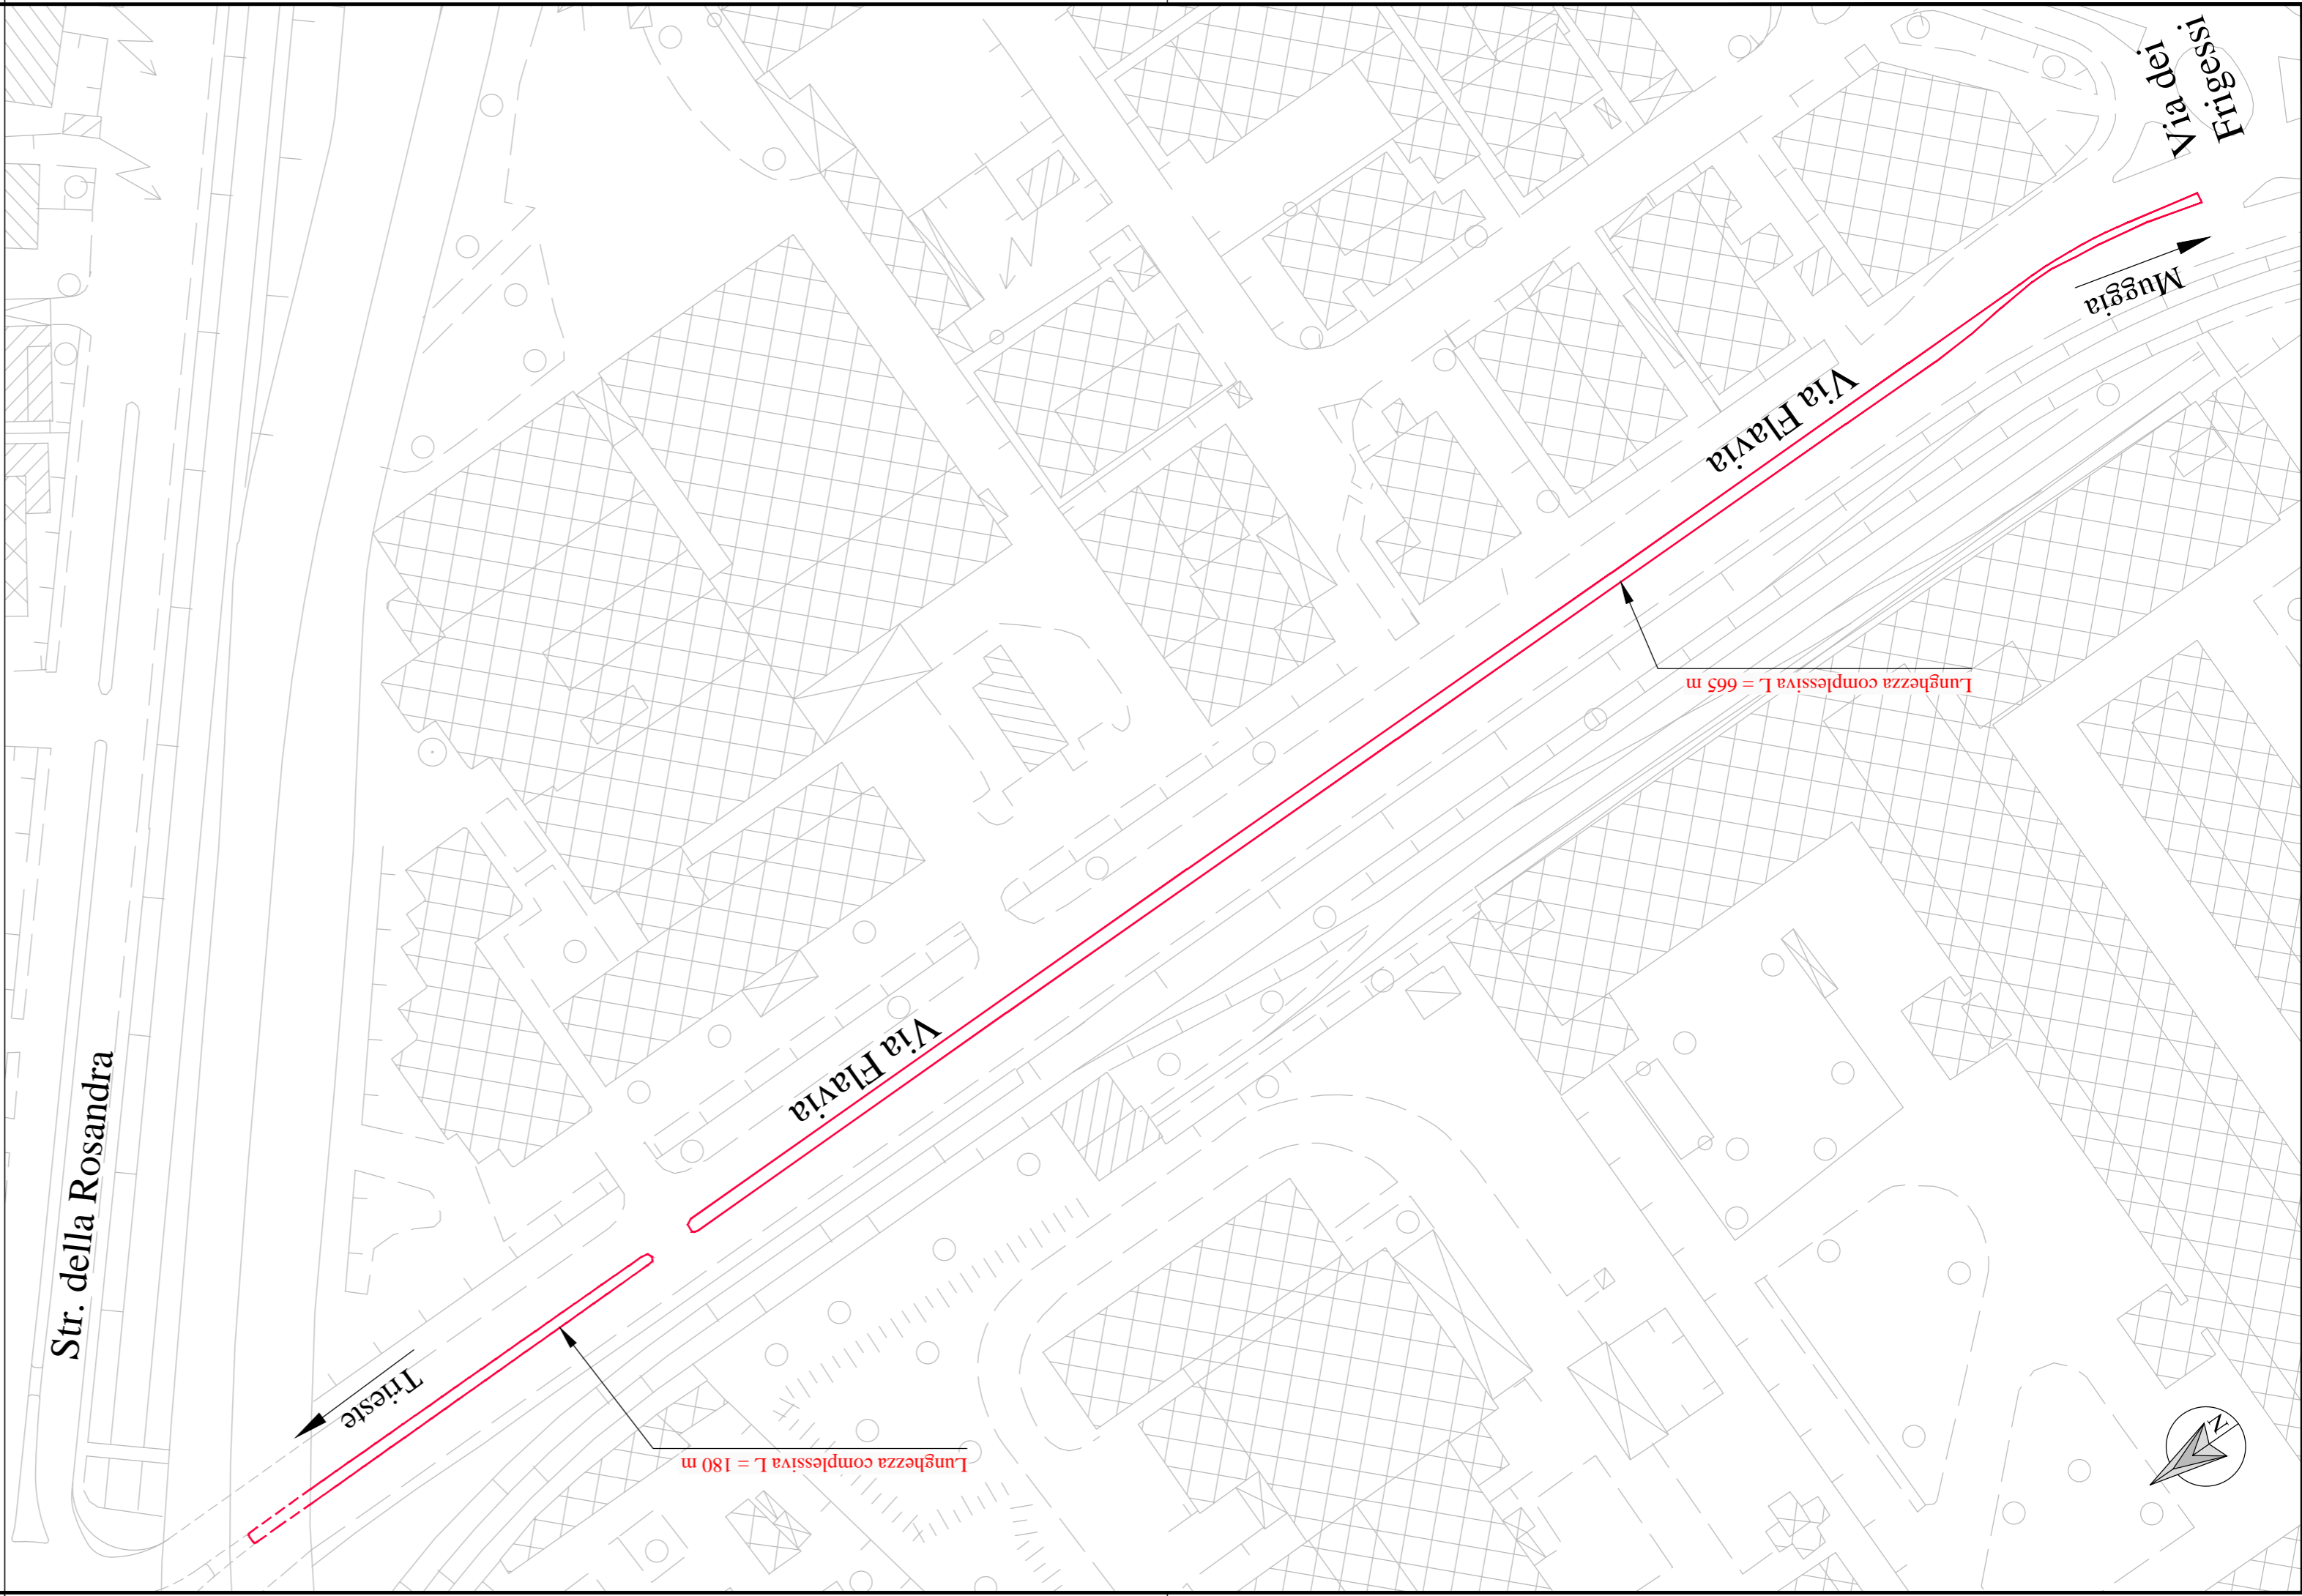 Via dei
Frigessi
Muggia
Via Flavia
Lunghezza complessiva L = 665 m
Via Flavia
Str. della Rosandra
Trieste
Lunghezza complessiva L = 180 m
N